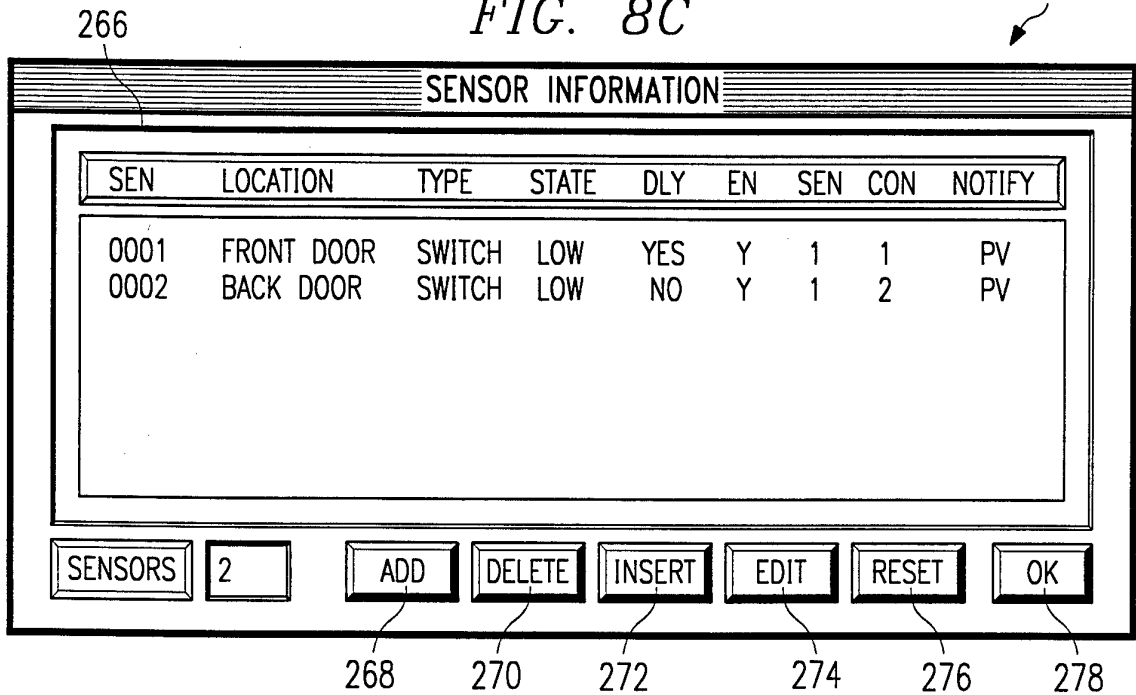 FIG. 8C
266
SENSOR INFORMATION
SEN LOCATION TYPE STATE DLY EN SEN CON NOTIFY
0001 FRONT DOOR SWITCH LOW YES Y 1 1 PV
0002 BACK DOOR SWITCH LOW NO Y 1 2 PV
SENSORS 2 ADD DELETE INSERT EDIT RESET OK
268 270 272 274 276 278